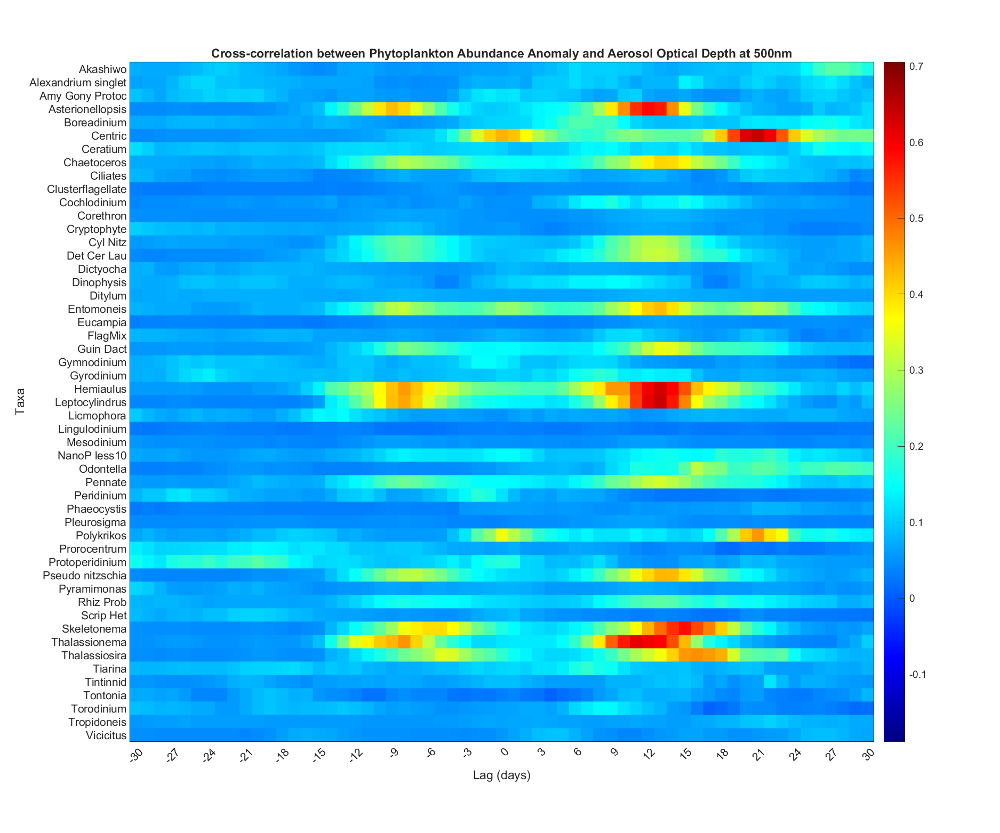 Cross-correlation between Phytoplankton Abundance Anomaly and Aerosol Optical Depth at 500nm
Taxa
Akashiwo
Alexandrium singlet
Amy Gony Protoc
Asterionellopsis
Boreadinium
Centric
Ceratium
Chaetoceros
Ciliates
Clusterflagellate
Cochlodinium
Corethron
Cryptophyte
Cyl Nitz
Det Cer Lau
Dictyocha
Dinophysis
Ditylum
Entomoneis
Eucampia
FlagMix
Guin Dact
Gymnodinium
Gyrodinium
Hemiaulus
Leptocylindrus
Licmophora
Lingulodinium
Mesodinium
NanoP less10
Odontella
Pennate
Peridinium
Phaeocystis
Pleurosigma
Polykrikos
Prorocentrum
Protoperidinium
Pseudo nitzschia
Pyramimonas
Rhiz Prob
Scrip Het
Skeletonema
Thalassionema
Thalassiosira
Tiarina
Tintinnid
Tontonia
Torodinium
Tropidoneis
Vicicitus
-30 -27 -24 -21 -18 -15 -12 -9 -6 -3 0 3 6 9 12 15 18 21 24 27 30
Lag (days)
0.7
0.6
0.5
0.4
0.3
0.2
0.1
0
-0.1